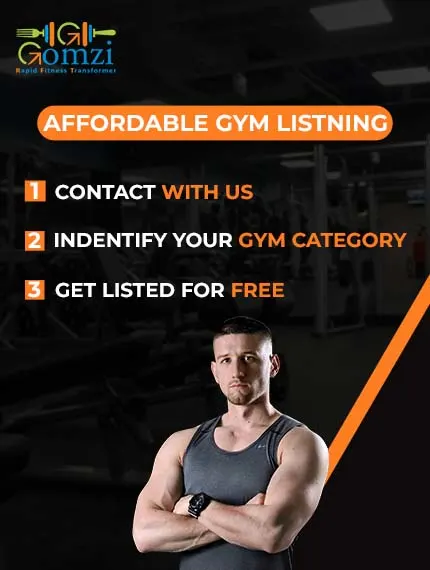 G
Gomzi
Rapid Fitness Transformer
AFFORDABLE GYM LISTNING
1 CONTACT WITH US
2 INDENTIFY YOUR GYM CATEGORY
3 GET LISTED FOR FREE